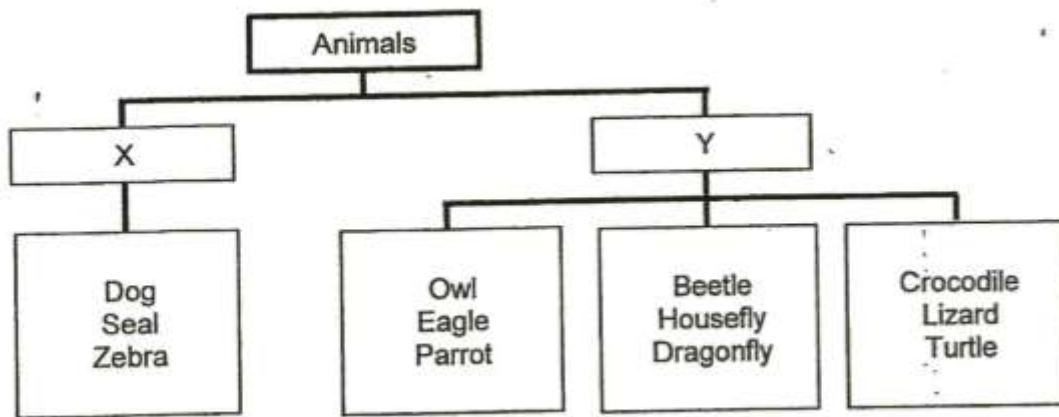 Animals
X
Y
Dog
Seal
Zebra
Owl
Eagle
Parrot
Beetle
Housefly
Dragonfly
Crocodile
Lizard
Turtle